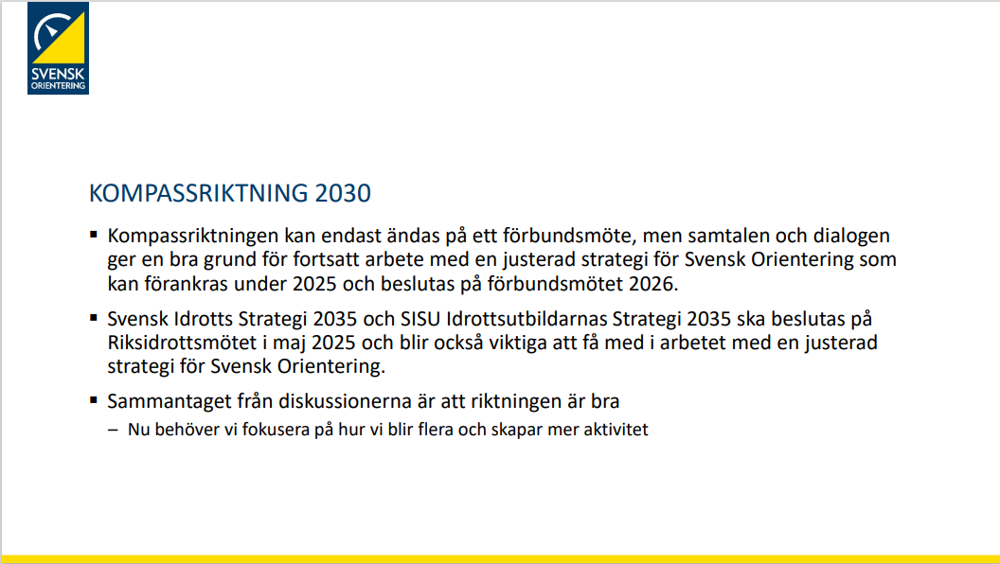 SVENSK
ORIENTERING
KOMPASSRIKTNING 2030
▪ Kompassriktningen kan endast ändas på ett förbundsmöte, men samtalen och dialogen
ger en bra grund för fortsatt arbete med en justerad strategi för Svensk Orientering som
kan förankras under 2025 och beslutas på förbundsmötet 2026.
▪ Svensk Idrotts Strategi 2035 och SISU Idrottsutbildarnas Strategi 2035 ska beslutas på
Riksidrottsmötet i maj 2025 och blir också viktiga att få med i arbetet med en justerad
strategi för Svensk Orientering.
▪ Sammantaget från diskussionerna är att riktningen är bra
– Nu behöver vi fokusera på hur vi blir flera och skapar mer aktivitet